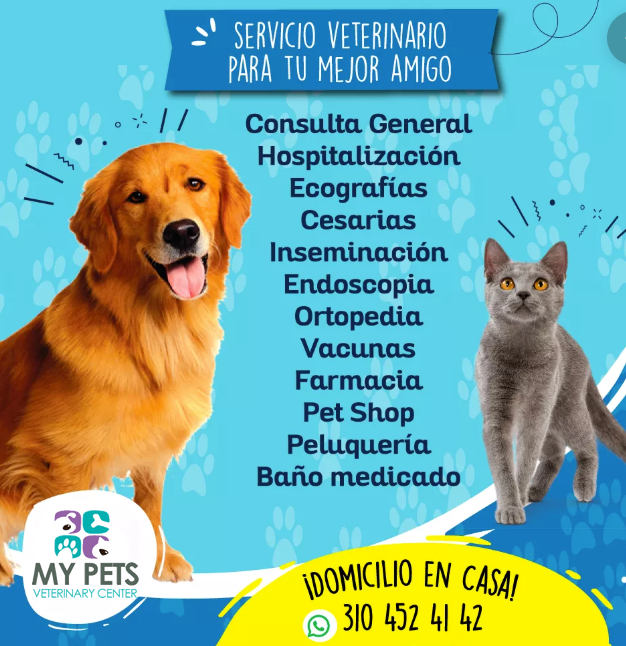 SERVICIO VETERINARIO
PARA TU MEJOR AMIGO
Consulta General
Hospitalización
Ecografías
Cesarias
Inseminación
Endoscopia
Ortopedia
Vacunas
Farmacia
Pet Shop
Peluquería
Baño medicado
MY PETS
VETERINARY CENTER
¡DOMICILIO EN CASA!
310 452 41 42